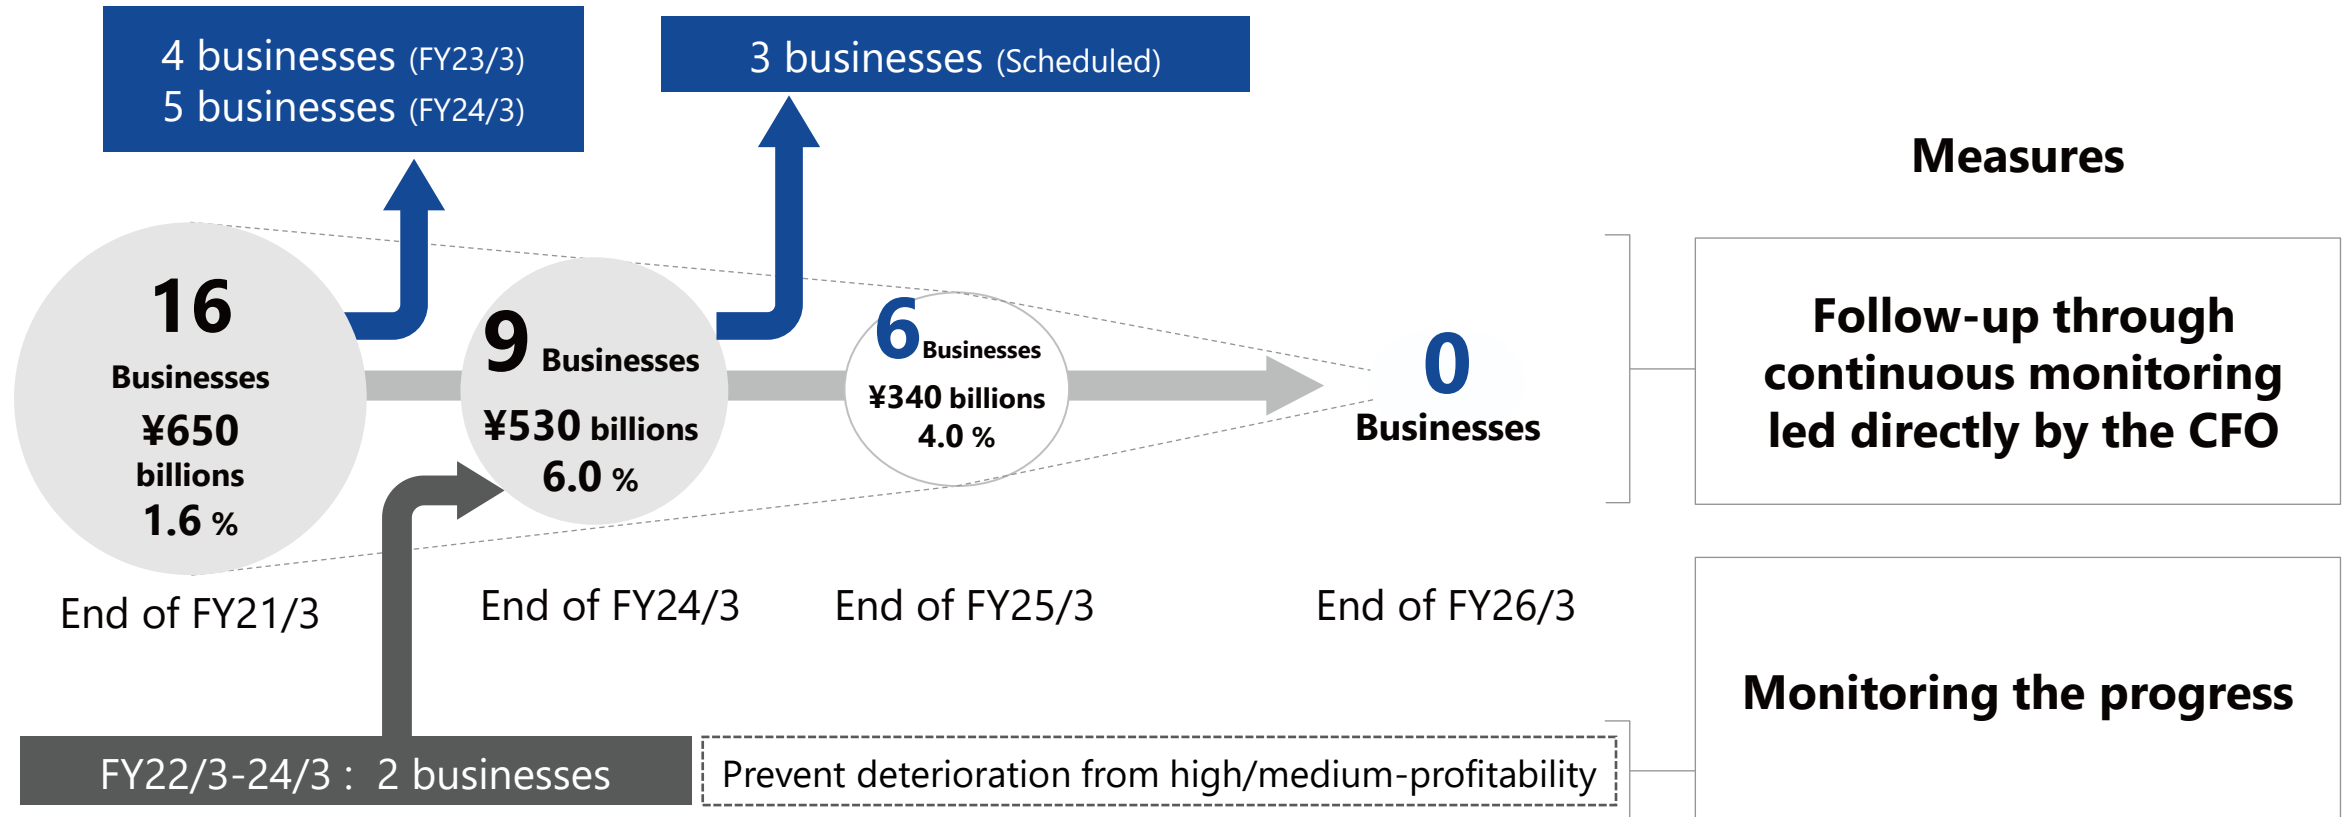 4 businesses (FY23/3)
5 businesses (FY24/3)
3 businesses (Scheduled)
Measures
16
Businesses
¥650
billions
1.6 %
9 Businesses
¥530 billions
6.0 %
6 Businesses
¥340 billions
4.0 %
0
Businesses
Follow-up through
continuous monitoring
led directly by the CFO
End of FY21/3
End of FY24/3
End of FY25/3
End of FY26/3
Monitoring the progress
FY22/3-24/3 : 2 businesses
Prevent deterioration from high/medium-profitability